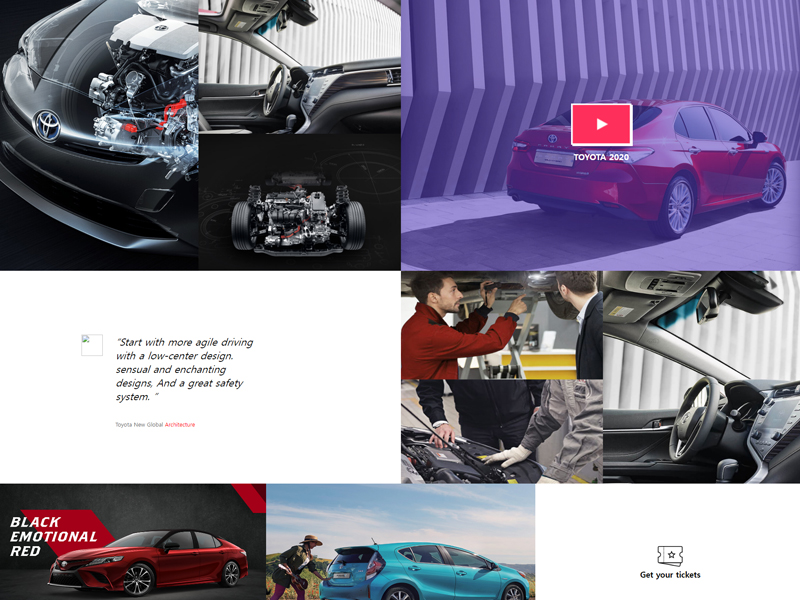 TOYOTA 2020
“Start with more agile driving
with a low-center design.
sensual and enchanting
designs, And a great safety
system. ”
Toyota New Global Architecture
BLACK
EMOTIONAL
RED
Get your tickets